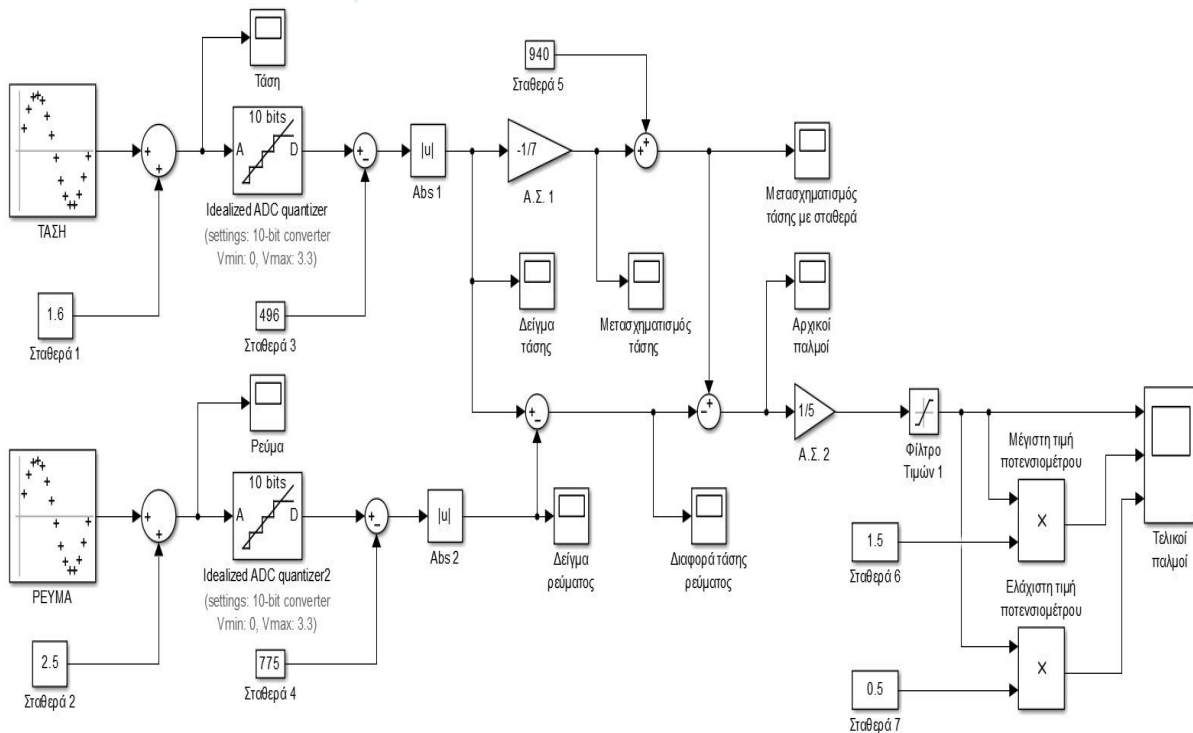 940
Σταθερά 5
Τάση
10 bits
A
D
|u|
-1/7
Abs 1
Α.Σ. 1
ΤΑΣΗ
Idealized ADC quantizer
(settings: 10-bit converter
Vmin: 0, Vmax: 3.3)
Μετασχηματισμός
τάσης με σταθερά
1.6
Σταθερά 1
496
Σταθερά 3
Δείγμα
τάσης
Μετασχηματισμός
τάσης
Αρχικοί
παλμοί
Ρεύμα
1/5
Α.Σ. 2
Φίλτρο
Τιμών 1
Μέγιστη τιμή
ποτενσιομέτρου
10 bits
A
D
|u|
Abs 2
Δείγμα
ρεύματος
Διαφορά τάσης
ρεύματος
1.5
Σταθερά 6
X
Τελικοί
παλμοί
ΡΕΥΜΑ
Idealized ADC quantizer2
(settings: 10-bit converter
Vmin: 0, Vmax: 3.3)
Ελάχιστη τιμή
ποτενσιομέτρου
2.5
Σταθερά 2
775
Σταθερά 4
0.5
Σταθερά 7
X